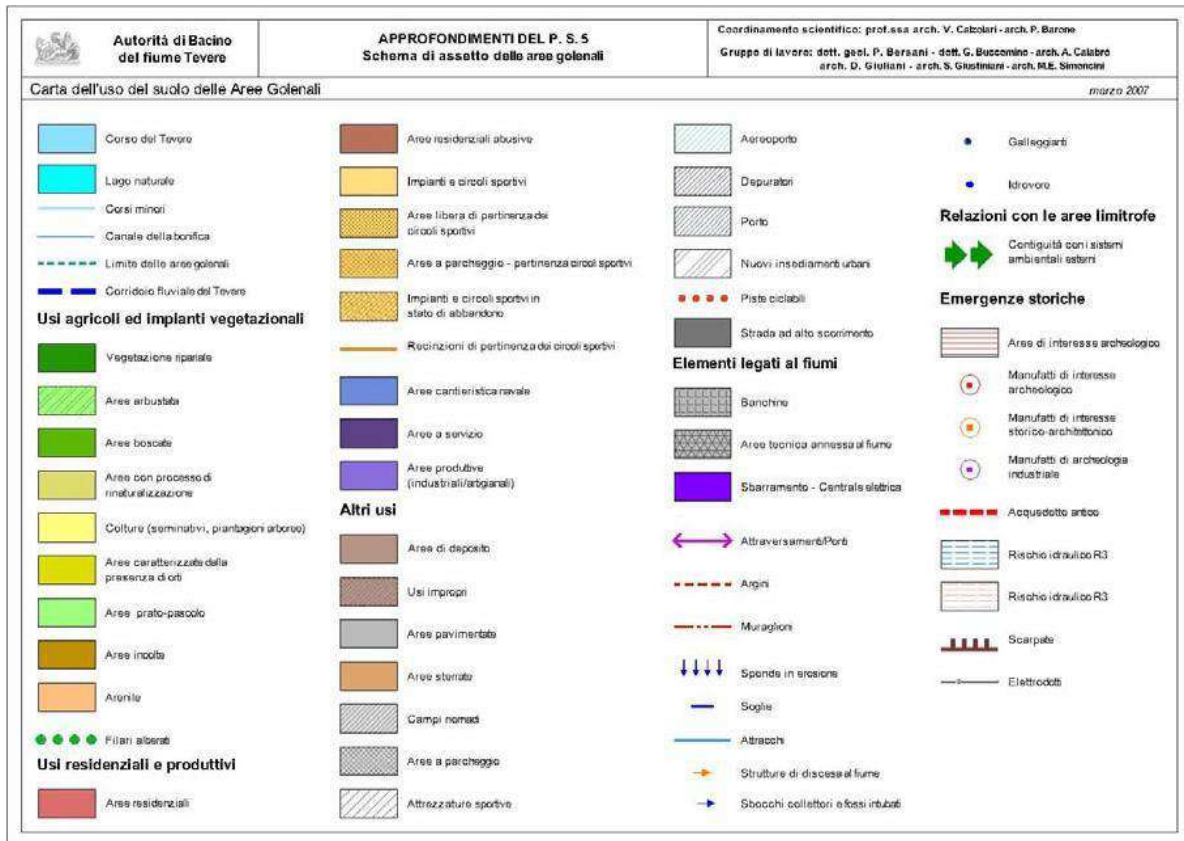 Autorità di Bacino
del fiume Tevere
APPROFONDIMENTI DEL P. S. 5
Schema di assetto delle aree golenali
Coordinamento scientifico: prof.ssa arch. V. Calzolari - arch. P. Barone
Gruppo di lavoro: dott. geol. P. Bersani - dott. G. Buccomino - arch. A. Calabrò
arch. D. Giuliani - arch. S. Giustiniani - arch. M.E. Simoncini
Carta dell'uso del suolo delle Aree Golenali
marzo 2007
Corso del Tevere
Lago naturale
Corsi minori
Canale della bonifica
Limite delle aree golenali
Corridoio fluviale del Tevere
Usi agricoli ed impianti vegetazionali
Vegetazione ripariale
Aree arbustata
Aree boscate
Aree con processo di
rinaturalizzazione
Colture (seminativi, piantagioni arboree)
Aree caratterizzate dalla
presenza di orti
Aree prato-pascolo
Aree incolte
Arenile
Filari alberati
Usi residenziali e produttivi
Aree residenziali
Aree residenziali abusive
Impianti e circoli sportivi
Aree libera di pertinenza dei
circoli sportivi
Aree a parcheggio - pertinenza circoli sportivi
Impianti e circoli sportivi in
stato di abbandono
Recinzioni di pertinenza dei circoli sportivi
Aree cantieristica navale
Aree a servizio
Aree produttive
(industriali/artigianali)
Altri usi
Aree di deposito
Usi impropri
Aree pavimentate
Aree sterrate
Campi nomadi
Aree a parcheggio
Attrezzature sportive
Aereoporto
Depuratori
Porto
Nuovi insediamenti urbani
Piste ciclabili
Strada ad alto scorrimento
Elementi legati al fiumi
Banchine
Aree tecnica annessa al fiume
Sbarramento - Centrale elettrica
Attraversamenti/Ponti
Argini
Muraglioni
Sponde in erosione
Soglie
Attracchi
Strutture di discesa al fiume
Sbocchi collettori e fossi intubati
Galleggianti
Idrovore
Relazioni con le aree limitrofe
Contiguità con i sistemi
ambientali esterni
Emergenze storiche
Aree di interesse archeologico
Manufatti di interesse
archeologico
Manufatti di interesse
storico-architettonico
Manufatti di archeologia
industriale
Acquedotto antico
Rischio idraulico R3
Rischio idraulico R3
Scarpate
Elettrodotti